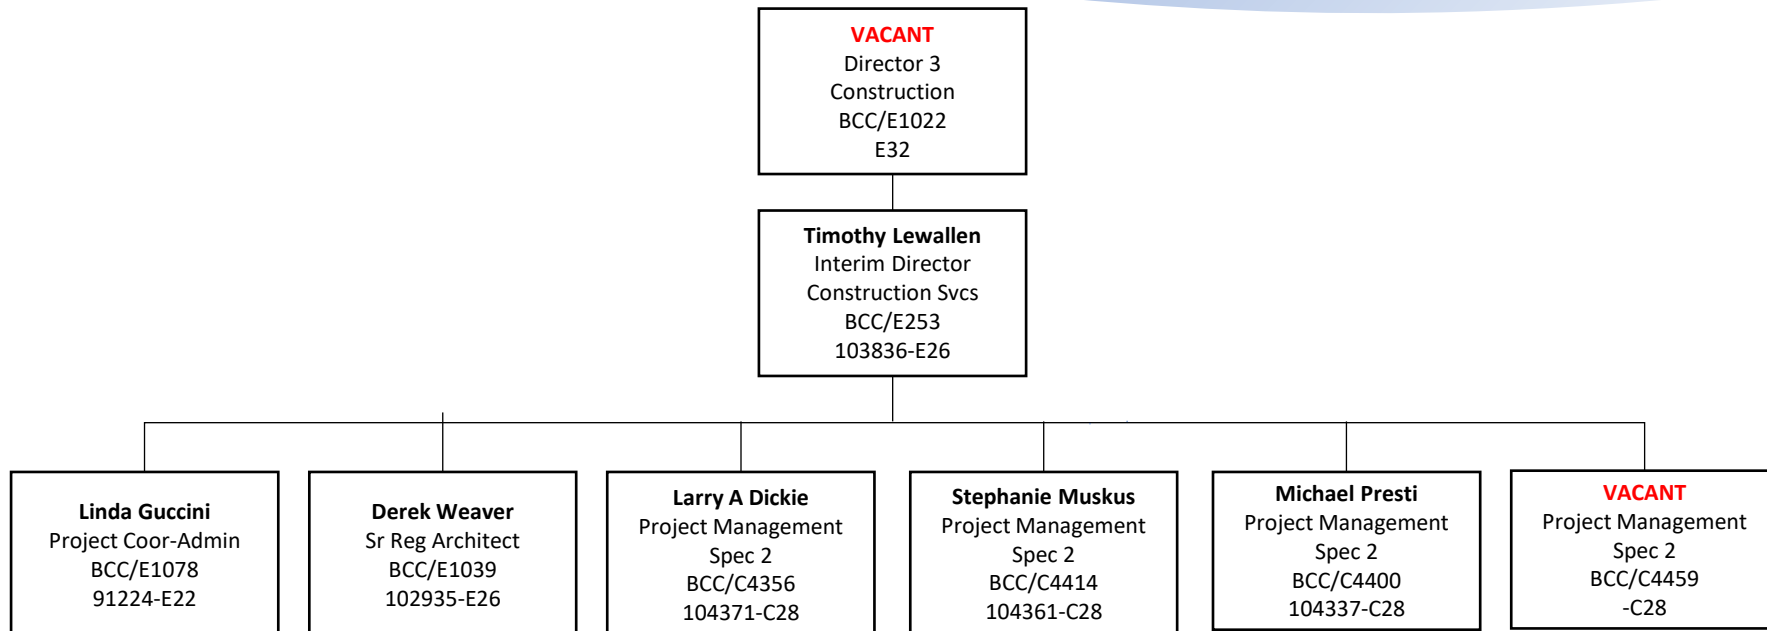 VACANT
Director 3
Construction
BCC/E1022
E32
Timothy Lewallen
Interim Director
Construction Svcs
BCC/E253
103836-E26
Linda Guccini
Project Coor-Admin
BCC/E1078
91224-E22
Derek Weaver
Sr Reg Architect
BCC/E1039
102935-E26
Larry A Dickie
Project Management
Spec 2
BCC/C4356
104371-C28
Stephanie Muskus
Project Management
Spec 2
BCC/C4414
104361-C28
Michael Presti
Project Management
Spec 2
BCC/C4400
104337-C28
VACANT
Project Management
Spec 2
BCC/C4459
-C28